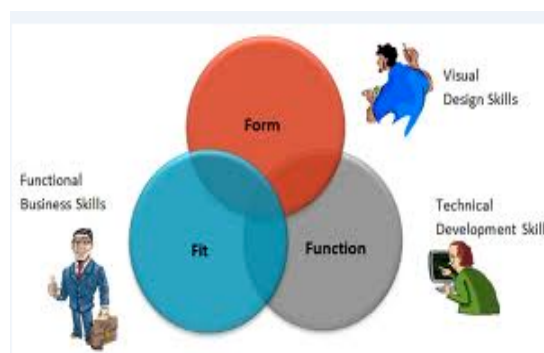 Form
Visual
Design Skills
Functional
Business Skills
Fit
Function
Technical
Development Skill